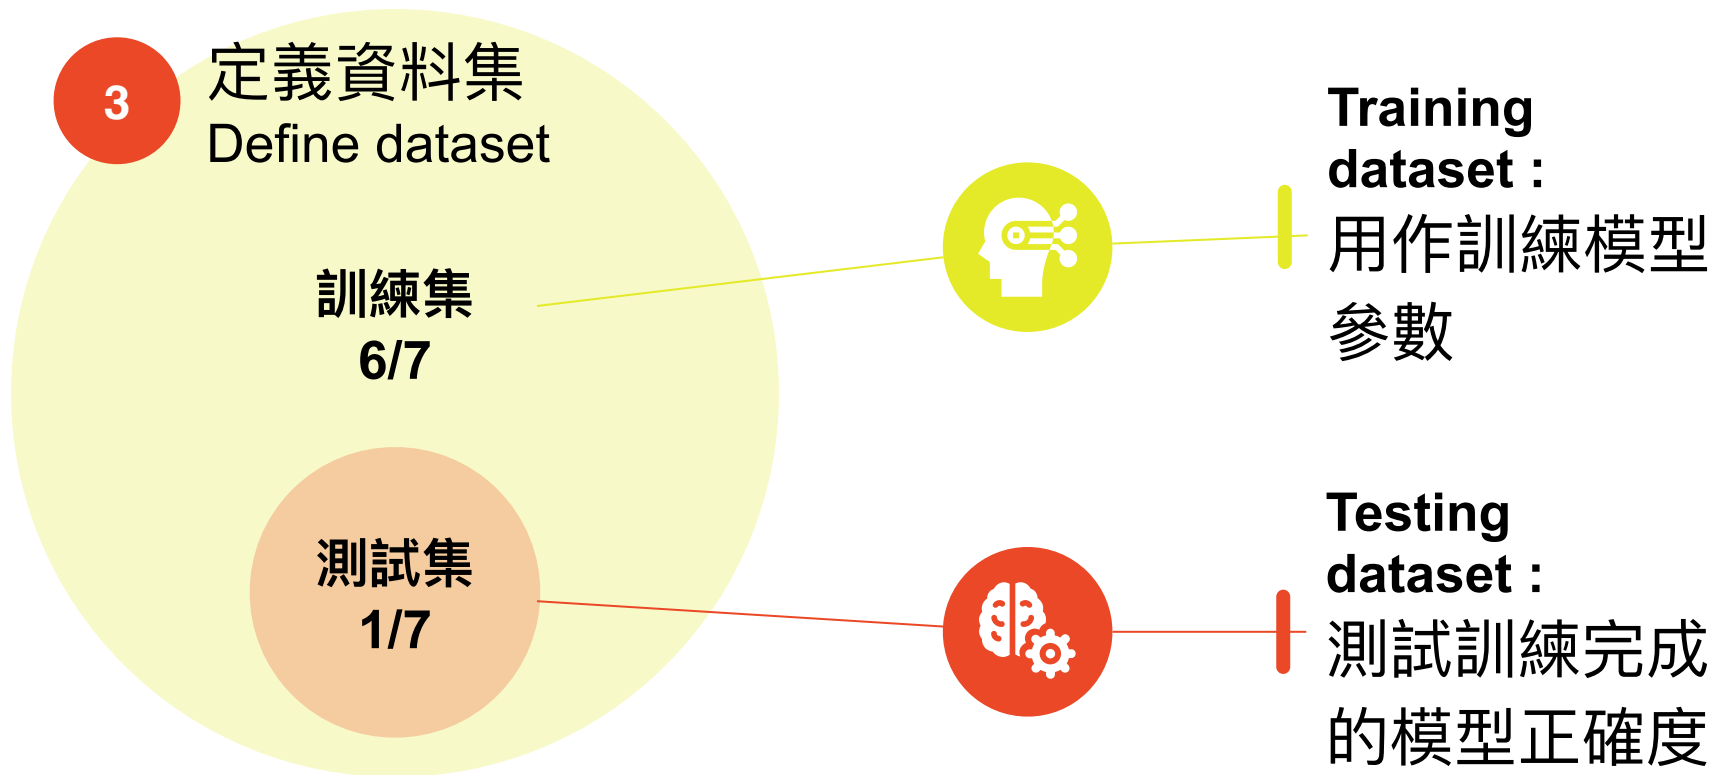 3
定義資料集
Define dataset
訓練集
6/7
測試集
1/7
Training
dataset :
用作訓練模型
參數
Testing
dataset :
測試訓練完成
的模型正確度